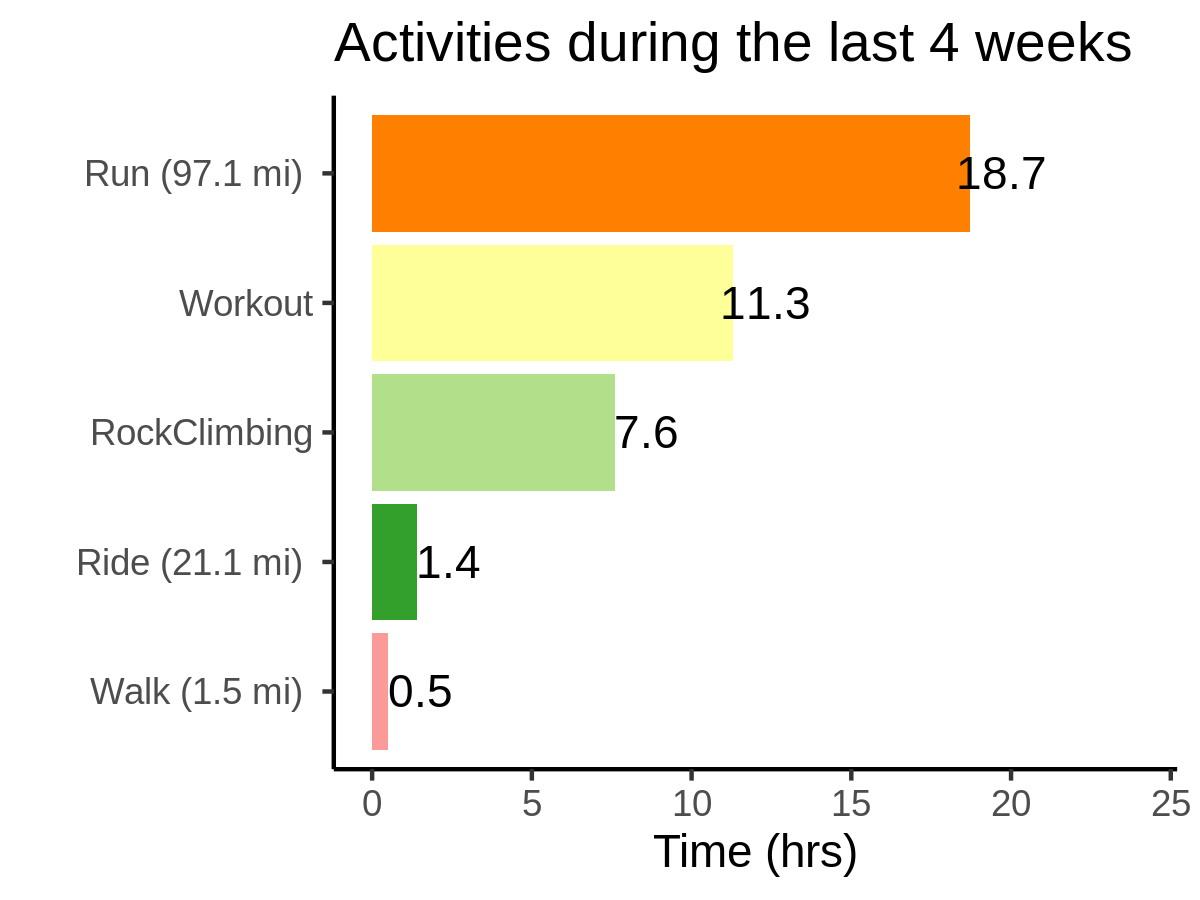 Activities during the last 4 weeks
Run (97.1 mi)
18.7
Workout
11.3
RockClimbing
7.6
Ride (21.1 mi)
1.4
Walk (1.5 mi)
0.5
0 5 10 15 20 25
Time (hrs)